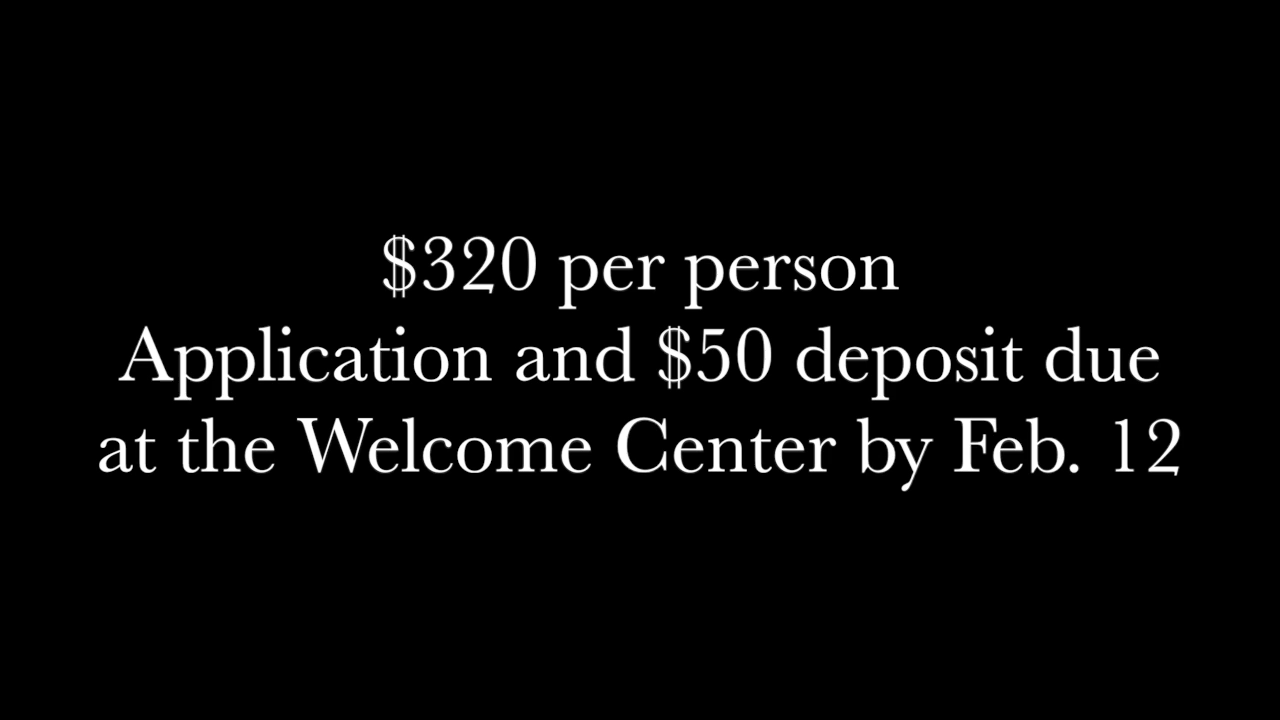 $320 per person
Application and $50 deposit due
at the Welcome Center by Feb. 12